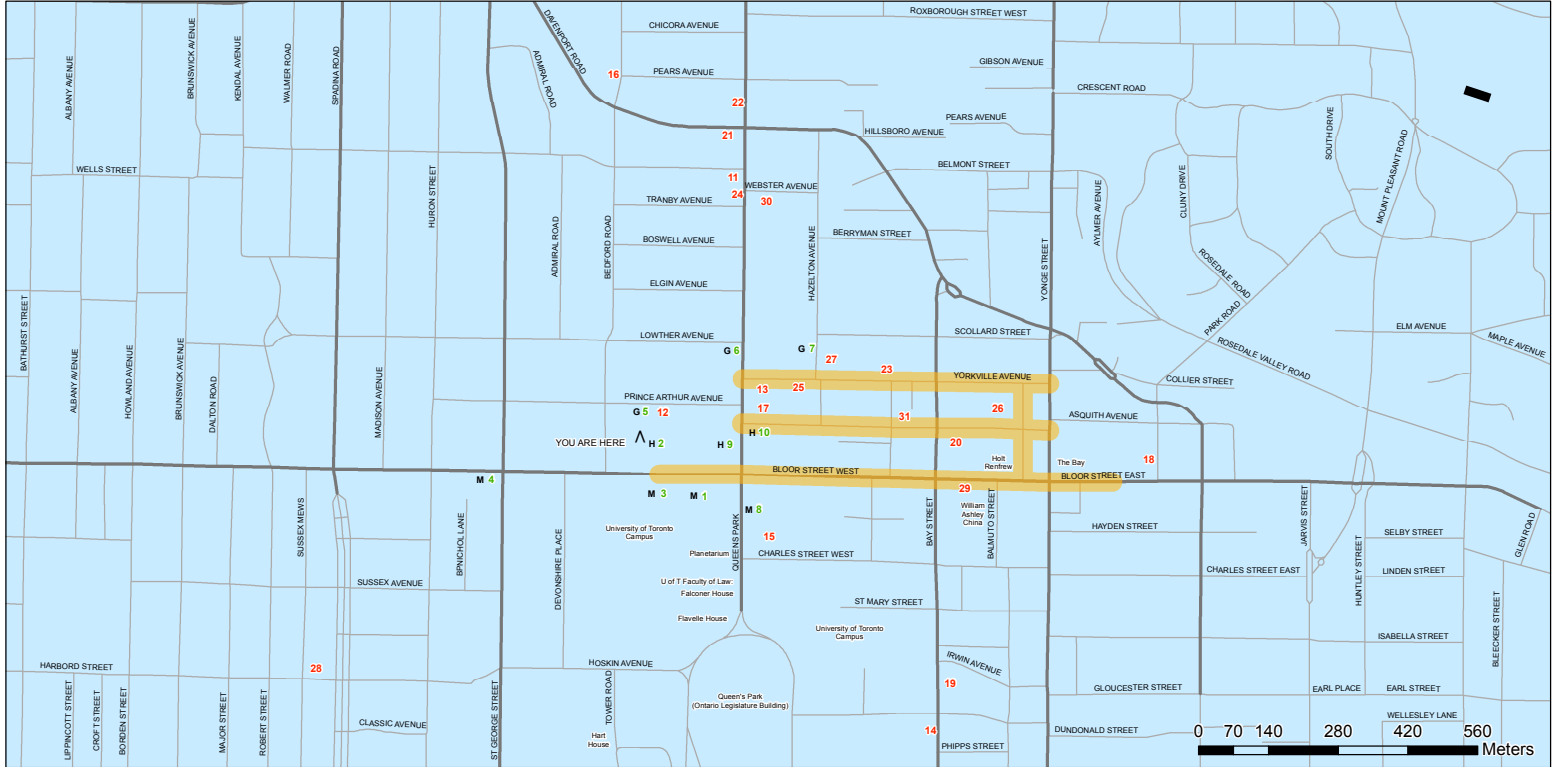 ROXBOROUGH STREET WEST
CHICORA AVENUE
DAVENPORT ROAD
BRUNSWICK AVENUE
KENDAL AVENUE
WALMER ROAD
SPADINA ROAD
ALBANY AVENUE
ADMIRAL ROAD
16
PEARS AVENUE
GIBSON AVENUE
CRESCENT ROAD
22
PEARS AVENUE
21
HILLSBORO AVENUE
SOUTH DRIVE
MOUNT PLEASANT ROAD
WELLS STREET
BELMONT STREET
11
WEBSTER AVENUE
24
30
TRANBY AVENUE
HURON STREET
CLUNY DRIVE
AYLMER AVENUE
ADMIRAL ROAD
BEDFORD ROAD
BOSWELL AVENUE
BERRYMAN STREET
HAZELTON AVENUE
YONGE STREET
ROSEDALE ROAD
ELGIN AVENUE
PARK ROAD
BATHURST STREET
LOWTHER AVENUE
SCOLLARD STREET
ELM AVENUE
MAPLE AVENUE
ROSEDALE VALLEY ROAD
G 6
G 7
27
23
YORKVILLE AVENUE
COLLIER STREET
ALBANY AVENUE
HOWLAND AVENUE
BRUNSWICK AVENUE
DALTON ROAD
MADISON AVENUE
13
25
PRINCE ARTHUR AVENUE
G 5
12
17
31
26
ASQUITH AVENUE
YOU ARE HERE
H 2
H 9
H 10
20
Holt
Renfrew
The Bay
18
BLOOR STREET WEST
BLOOR STREET EAST
M 4
M 3
M 1
29
M 8
William
Ashley
China
BALMUTO STREET
BAY STREET
SUSSEX MEWS
BPNICHOL LANE
DEVONSHIRE PLACE
University of Toronto
Campus
QUEENS PARK
15
HAYDEN STREET
JARVIS STREET
SELBY STREET
GLEN ROAD
Planetarium
CHARLES STREET WEST
CHARLES STREET EAST
HUNTLEY STREET
LINDEN STREET
SUSSEX AVENUE
U of T Faculty of Law:
Falconer House
ST MARY STREET
Flavelle House
University of Toronto
Campus
ISABELLA STREET
BLEECKER STREET
HARBORD STREET
28
HOSKIN AVENUE
IRWIN AVENUE
19
GLOUCESTER STREET
EARL PLACE
EARL STREET
Queen's Park
(Ontario Legislature Building)
LIPPINCOTT STREET
CROFT STREET
BORDEN STREET
MAJOR STREET
ROBERT STREET
CLASSIC AVENUE
ST GEORGE STREET
TOWER ROAD
Hart
House
14
PHIPPS STREET
DUNDONALD STREET
WELLESLEY LANE
0 70 140 280 420 560
Meters